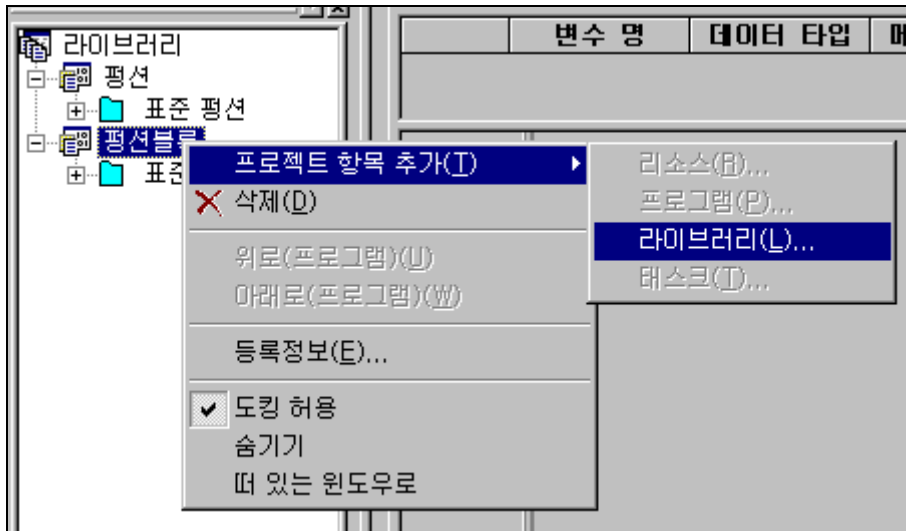 라이브러리
펑션
표준 펑션
펑션블록
표준
변수 명
데이터 타입
프로젝트 항목 추가(T)
삭제(D)
위로(프로그램)(U)
아래로(프로그램)(W)
등록정보(E)...
도킹 허용
숨기기
떠 있는 윈도우로
리소스(R)...
프로그램(P)...
라이브러리(L)...
태스크(T)...